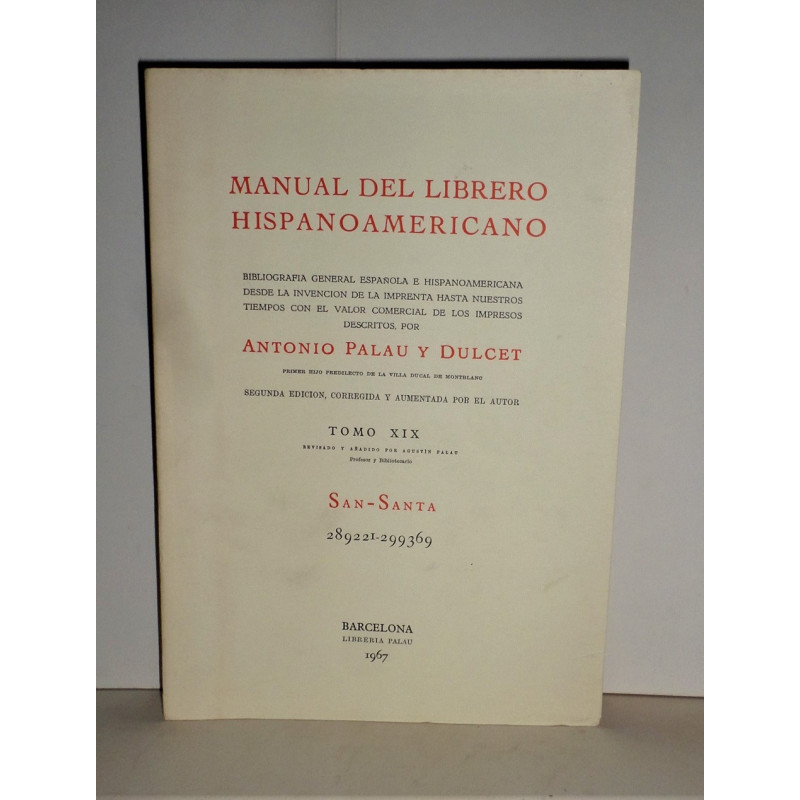 MANUAL DEL LIBRERO
HISPANOAMERICANO
BIBLIOGRAFIA GENERAL ESPAÑOLA E HISPANOAMERICANA
DESDE LA INVENCION DE LA IMPRENTA HASTA NUESTROS
TIEMPOS CON EL VALOR COMERCIAL DE LOS IMPRESOS
DESCRITOS, POR
ANTONIO PALAU Y DULCET
PRIMER HIJO PREDILECTO DE LA VILLA DUCAL DE MONTBLANC
SEGUNDA EDICION, CORREGIDA Y AUMENTADA POR EL AUTOR
TOMO XIX
REVISADO Y AÑADIDO POR AGUSTÍN PALAU
Profesor y Bibliotecario
SAN-SANTA
289221-299369
BARCELONA
LIBRERIA PALAU
1967